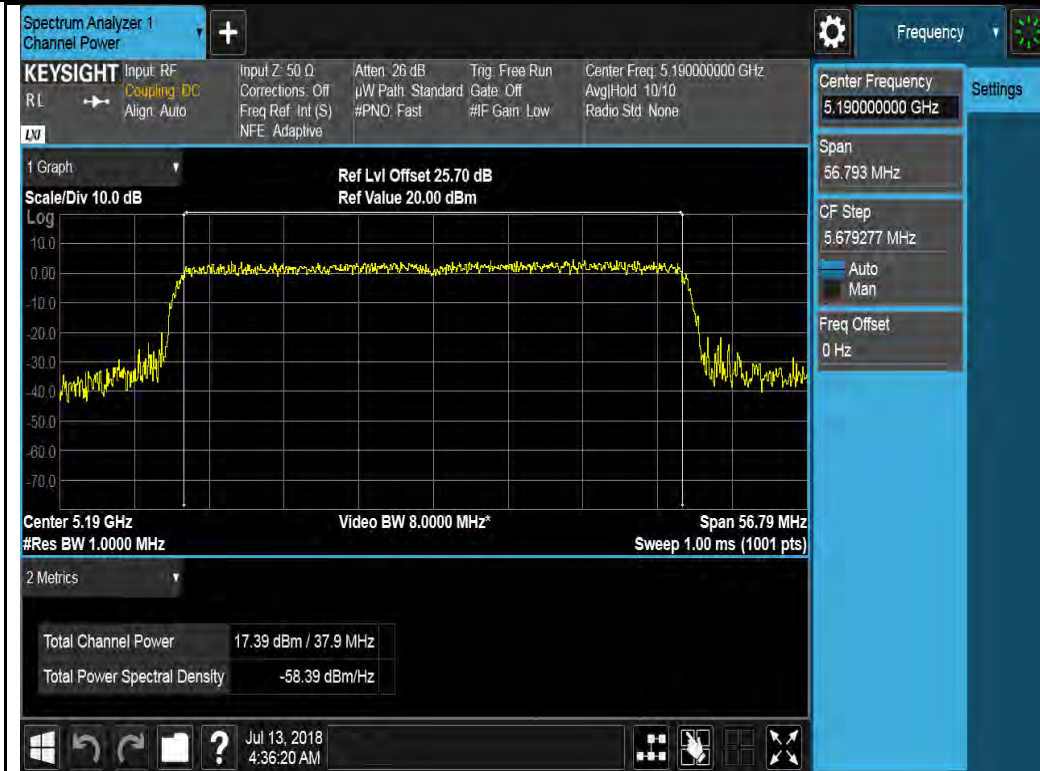 Spectrum Analyzer 1
Channel Power
+
Frequency
KEYSIGHT
RL
LXI
Input: RF
Coupling: DC
Align: Auto
Input Z: 50 Ω
Corrections: Off
Freq Ref: Int (S)
NFE: Adaptive
Atten: 26 dB
µW Path: Standard
#PNO: Fast
Trig: Free Run
Gate: Off
#IF Gain: Low
Center Freq: 5.190000000 GHz
Avg|Hold: 10/10
Radio Std: None
Center Frequency
5.190000000 GHz
Settings
Span
56.793 MHz
CF Step
5.679277 MHz
Auto
Man
Freq Offset
0 Hz
1 Graph
Scale/Div 10.0 dB
Ref Lvl Offset 25.70 dB
Ref Value 20.00 dBm
Log
10.0
0.00
-10.0
-20.0
-30.0
-40.0
-50.0
-60.0
-70.0
Center 5.19 GHz
#Res BW 1.0000 MHz
Video BW 8.0000 MHz*
Span 56.79 MHz
Sweep 1.00 ms (1001 pts)
2 Metrics
Total Channel Power 17.39 dBm / 37.9 MHz
Total Power Spectral Density -58.39 dBm/Hz
?
Jul 13, 2018
4:36:20 AM